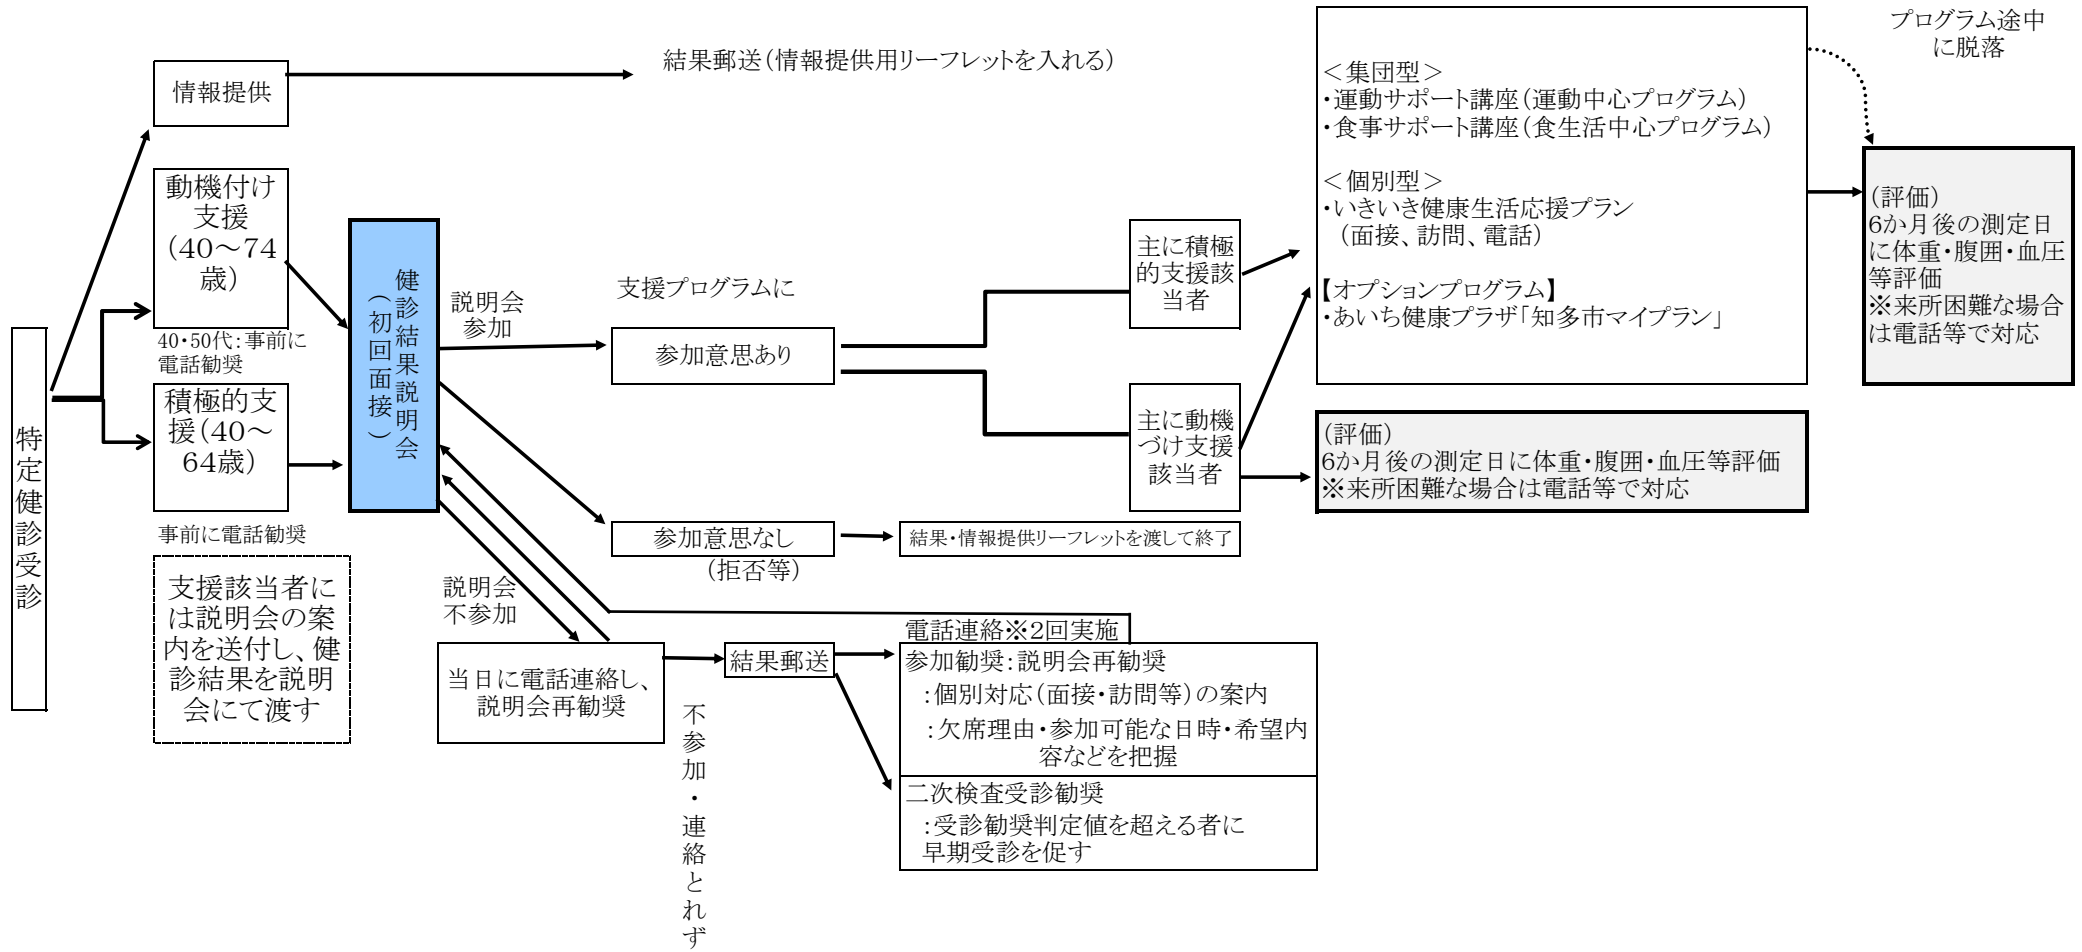 特定健診受診
情報提供
結果郵送（情報提供用リーフレットを入れる）
動機付け
支援
（40～74
歳）
40・50代：事前に
電話勧奨
積極的支
援（40～
64歳）
事前に電話勧奨
支援該当者に
は説明会の案
内を送付し、健
診結果を説明
会にて渡す
健診結果説明会
（初回面接）
説明会
参加
支援プログラムに
参加意思あり
参加意思なし
（拒否等）
結果・情報提供リーフレットを渡して終了
主に積極
的支援該
当者
主に動機
づけ支援
該当者
＜集団型＞
・運動サポート講座（運動中心プログラム）
・食事サポート講座（食生活中心プログラム）
＜個別型＞
・いきいき健康生活応援プラン
（面接、訪問、電話）
【オプションプログラム】
・あいち健康プラザ「知多市マイプラン」
プログラム途中
に脱落
（評価）
6か月後の測定日
に体重・腹囲・血圧
等評価
※来所困難な場合
は電話等で対応
（評価）
6か月後の測定日に体重・腹囲・血圧等評価
※来所困難な場合は電話等で対応
説明会
不参加
当日に電話連絡し、
説明会再勧奨
不参加・連絡とれず
結果郵送
電話連絡※2回実施
参加勧奨：説明会再勧奨
：個別対応（面接・訪問等）の案内
：欠席理由・参加可能な日時・希望内
容などを把握
二次検査受診勧奨
：受診勧奨判定値を超える者に
早期受診を促す